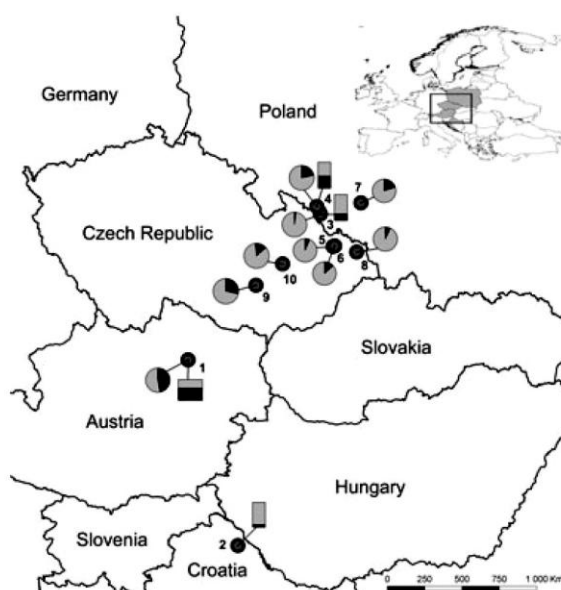 Germany
Poland
Czech Republic
4
7
3
5
6
8
10
9
Slovakia
1
Austria
Hungary
Slovenia
2
Croatia
0 250 500 750 1 000 Km